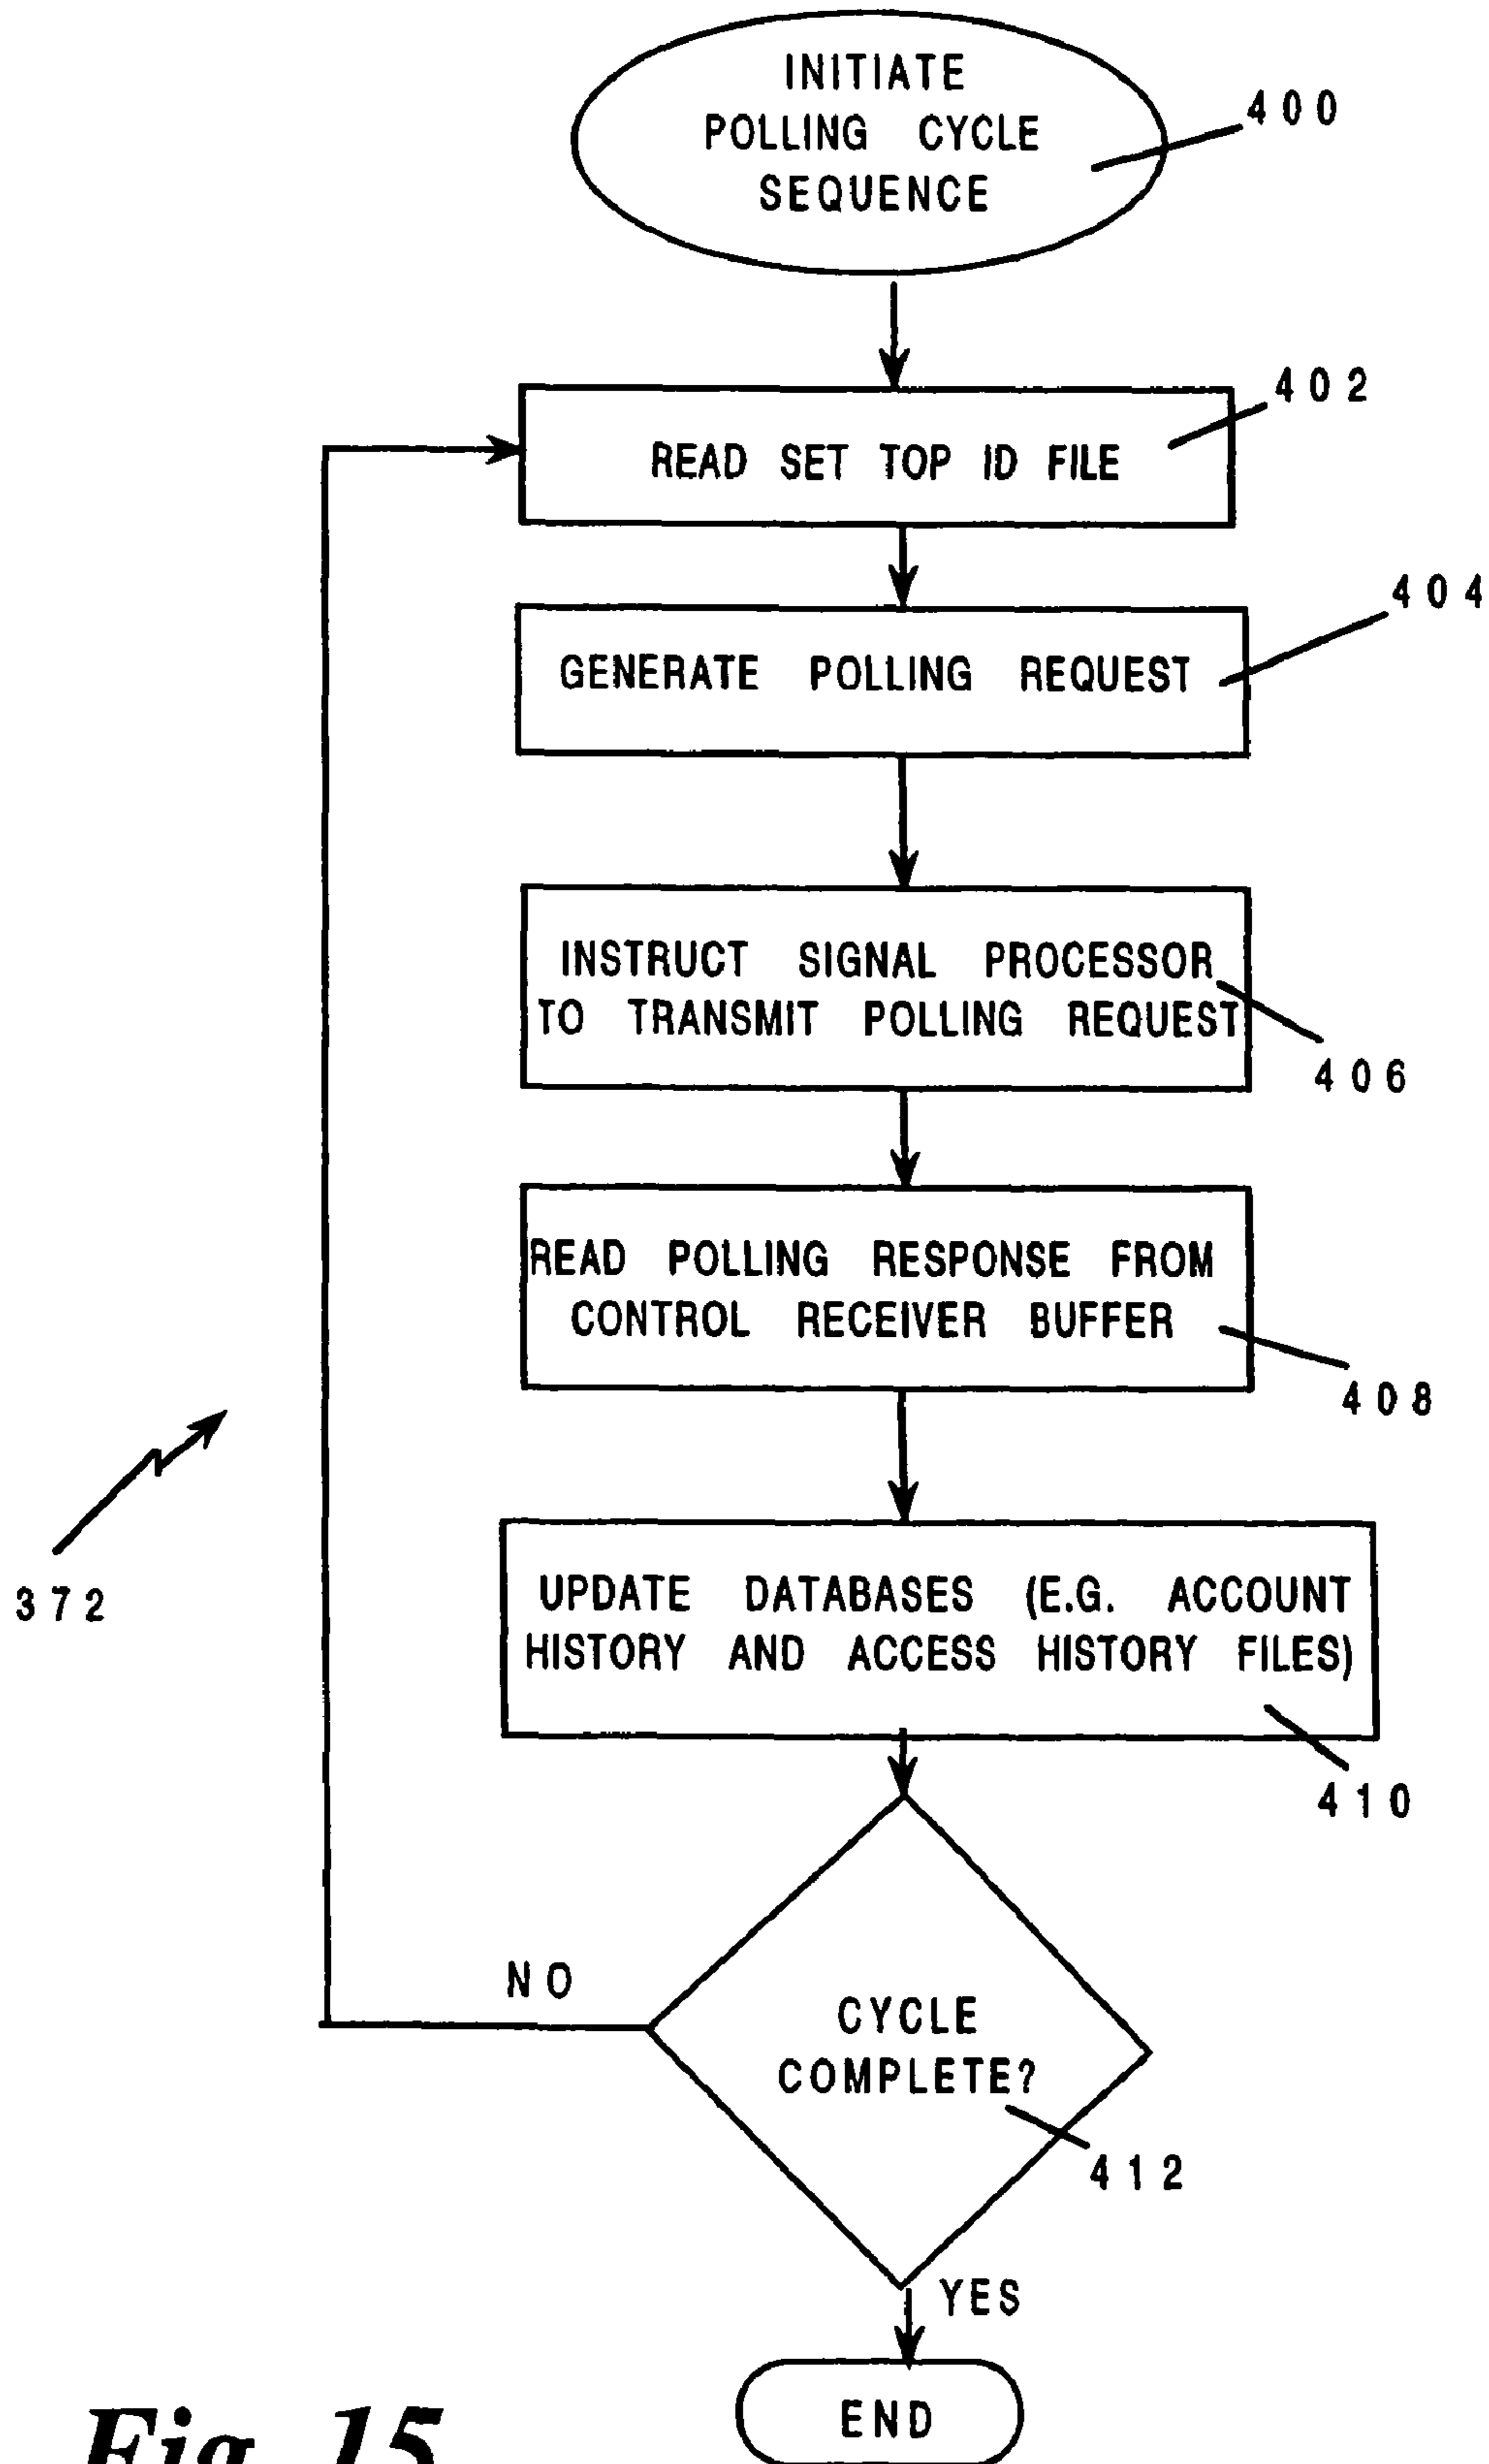 INITIATE
POLLING CYCLE
SEQUENCE
400
READ SET TOP ID FILE
402
GENERATE POLLING REQUEST
404
INSTRUCT SIGNAL PROCESSOR
TO TRANSMIT POLLING REQUEST
406
READ POLLING RESPONSE FROM
CONTROL RECEIVER BUFFER
408
372
UPDATE DATABASES (E.G. ACCOUNT
HISTORY AND ACCESS HISTORY FILES)
410
NO
CYCLE
COMPLETE?
412
YES
END
Fig. 15